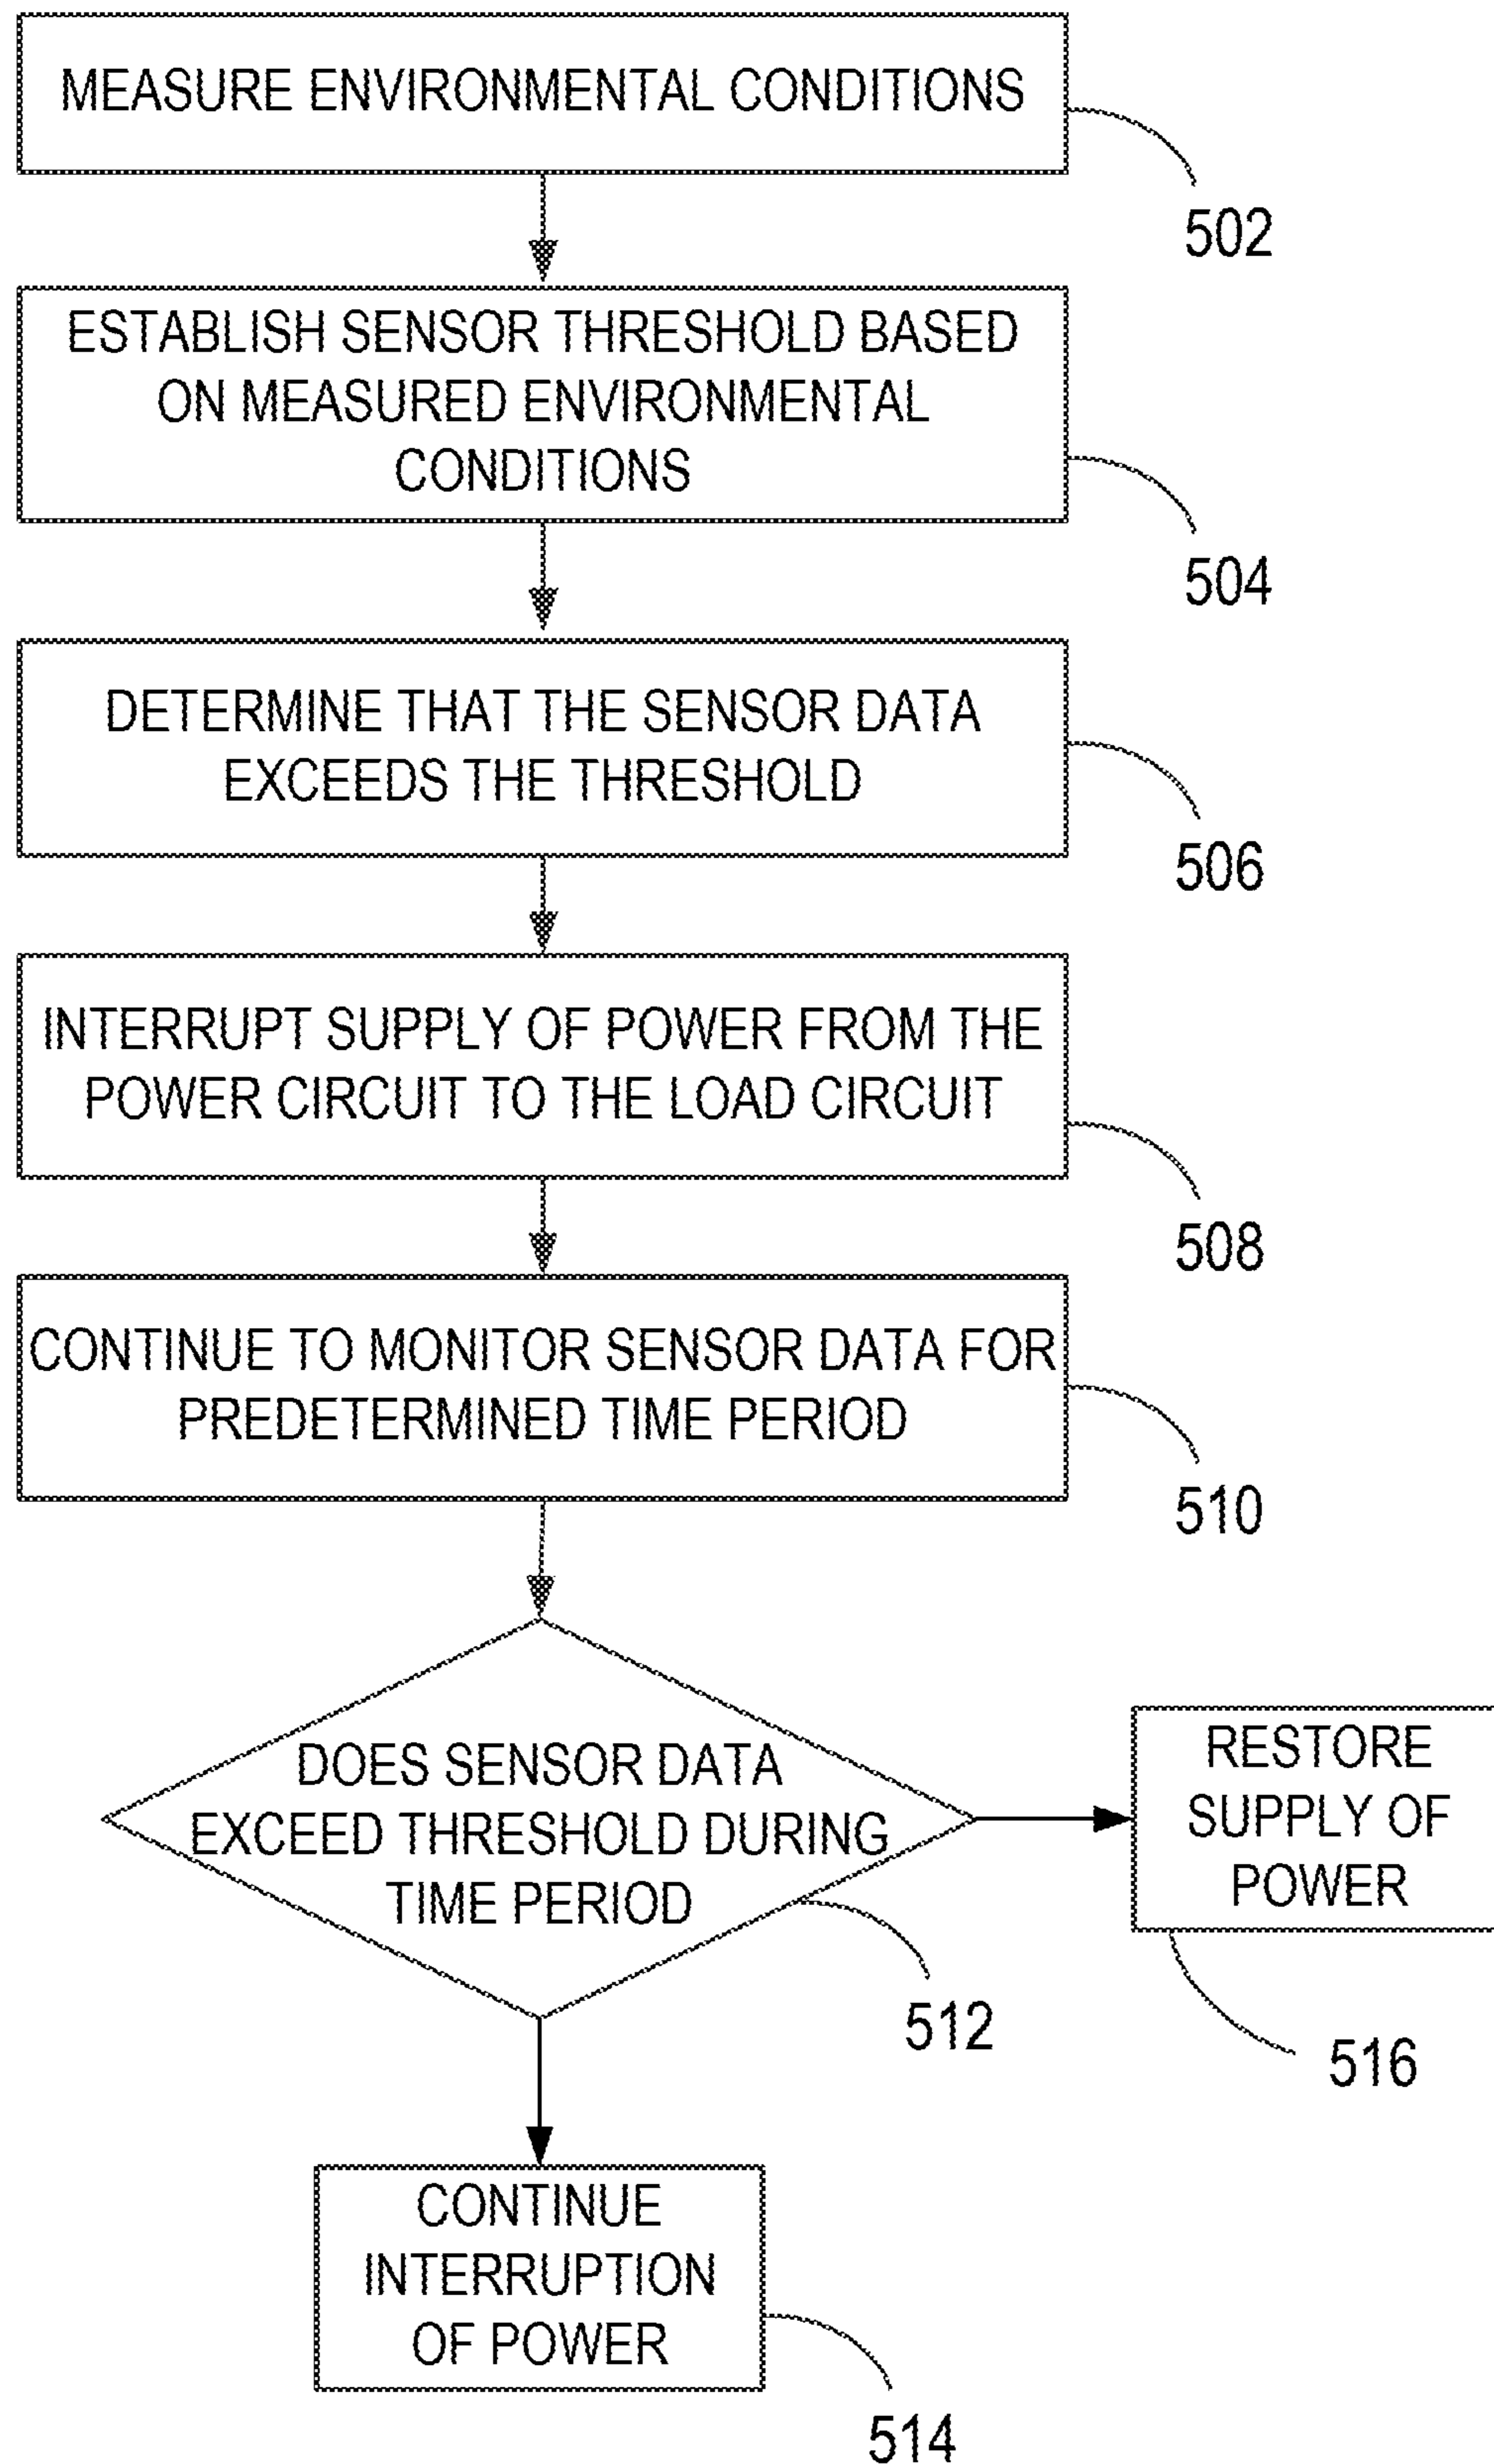 MEASURE ENVIRONMENTAL CONDITIONS
502
ESTABLISH SENSOR THRESHOLD BASED
ON MEASURED ENVIRONMENTAL
CONDITIONS
504
DETERMINE THAT THE SENSOR DATA
EXCEEDS THE THRESHOLD
506
INTERRUPT SUPPLY OF POWER FROM THE
POWER CIRCUIT TO THE LOAD CIRCUIT
508
CONTINUE TO MONITOR SENSOR DATA FOR
PREDETERMINED TIME PERIOD
510
DOES SENSOR DATA
EXCEED THRESHOLD DURING
TIME PERIOD
512
RESTORE
SUPPLY OF
POWER
516
CONTINUE
INTERRUPTION
OF POWER
514